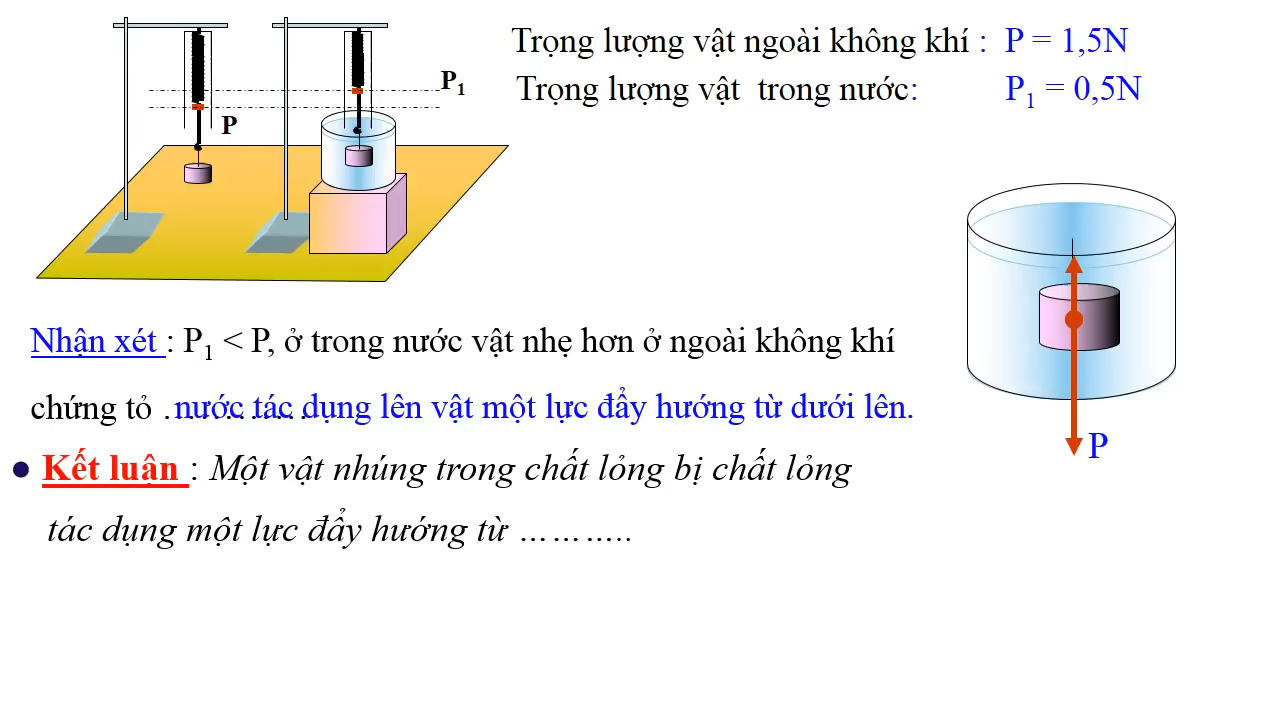 Trọng lượng vật ngoài không khí : P = 1,5N
Trọng lượng vật trong nước: P1 = 0,5N
P1
P
P
Nhận xét : P1 < P, ở trong nước vật nhẹ hơn ở ngoài không khí
chứng tỏ ………… nước tác dụng lên vật một lực đẩy hướng từ dưới lên.
● Kết luận : Một vật nhúng trong chất lỏng bị chất lỏng
tác dụng một lực đẩy hướng từ ………..